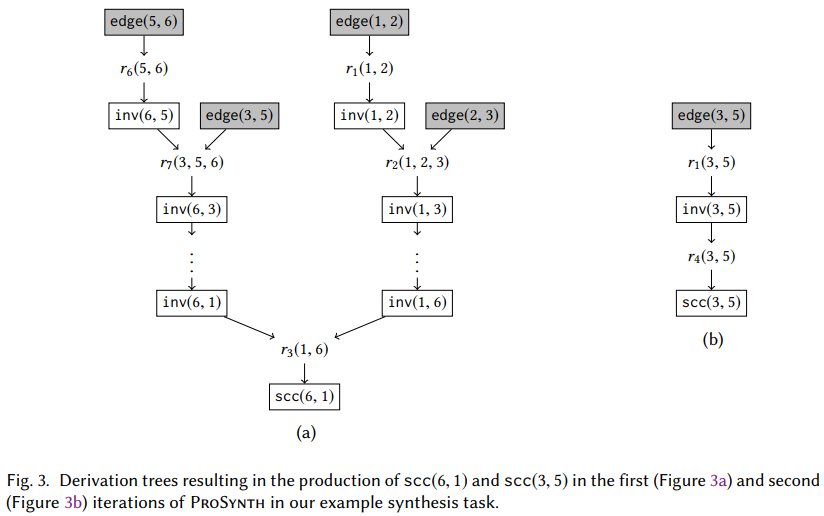 edge(5, 6) edge(1, 2)
r6(5, 6) r1(1, 2)
inv(6, 5) edge(3, 5) inv(1, 2) edge(2, 3) edge(3, 5)
r7(3, 5, 6) r2(1, 2, 3) r1(3, 5)
inv(6, 3) inv(1, 3) inv(3, 5)
r4(3, 5)
inv(6, 1) inv(1, 6) scc(3, 5)
(b)
r3(1, 6)
scc(6, 1)
(a)
Fig. 3. Derivation trees resulting in the production of scc(6, 1) and scc(3, 5) in the first (Figure 3a) and second
(Figure 3b) iterations of ProSynth in our example synthesis task.